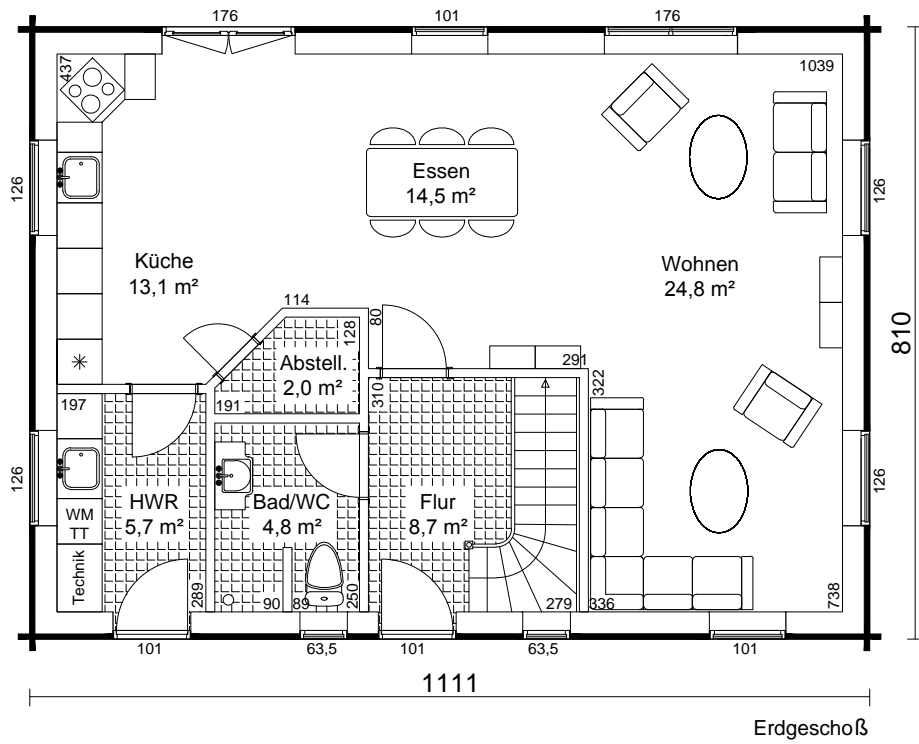 176
101
176
437
1039
126
126
Essen
14,5 m²
Küche
13,1 m²
Wohnen
24,8 m²
810
114
80
128
Abstell.
2,0 m²
291
310
322
197
191
126
126
HWR
5,7 m²
Bad/WC
4,8 m²
Flur
8,7 m²
WM
TT
Technik
289
90
89
250
279
336
738
101
63,5
101
63,5
101
1111
Erdgeschoß